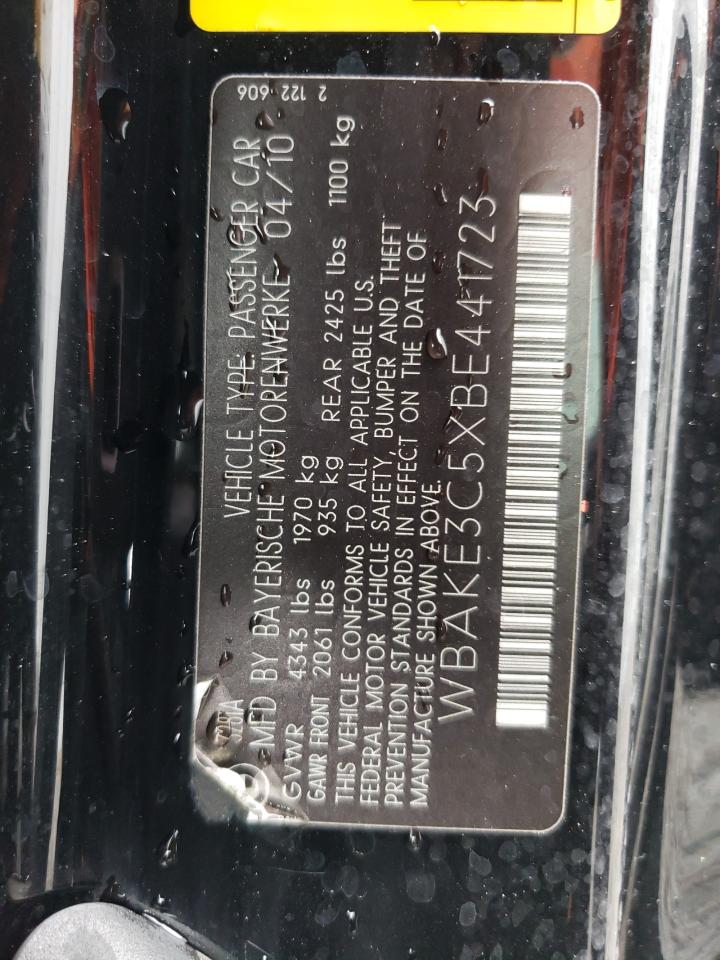 2 122 606
VEHICLE TYPE: PASSENGER CAR
MFD BY BAYERISCHE MOTORENWERKE 04/10
GVWR 4343 lbs 1970 kg
GAWR FRONT 2061 lbs 935 kg REAR 2425 lbs 1100 kg
THIS VEHICLE CONFORMS TO ALL APPLICABLE U.S.
FEDERAL MOTOR VEHICLE SAFETY, BUMPER AND THEFT
PREVENTION STANDARDS IN EFFECT ON THE DATE OF
MANUFACTURE SHOWN ABOVE.
WBAKE3C5XBE441723